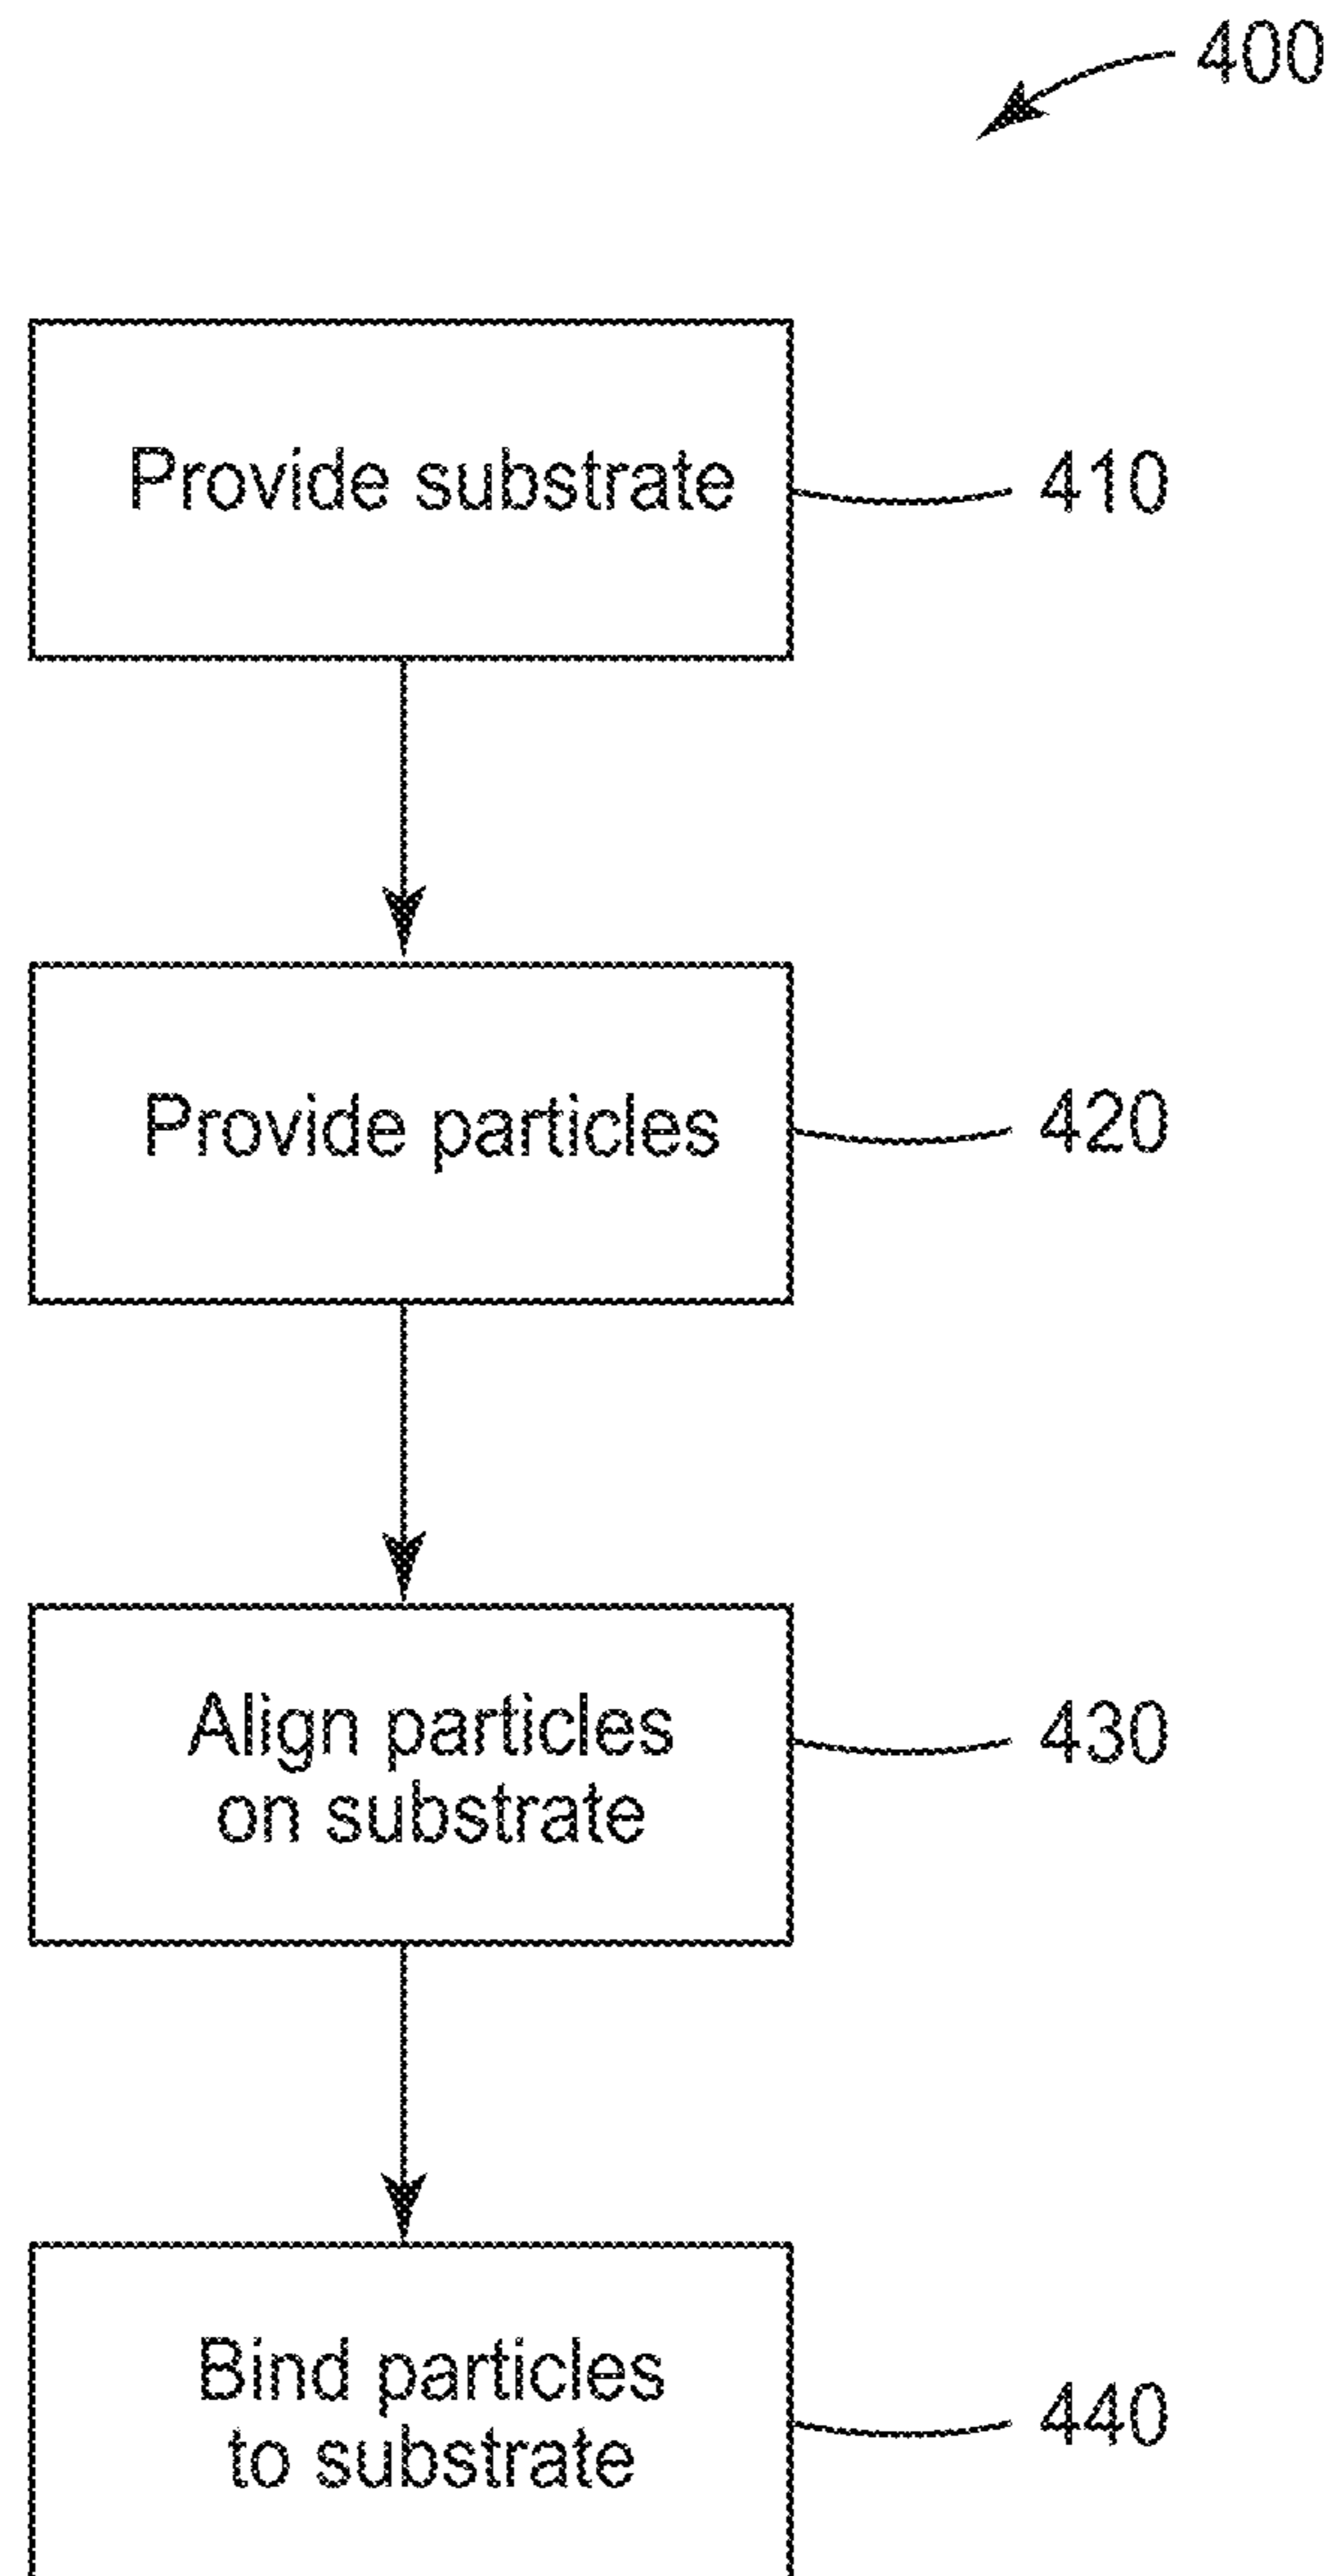 400
Provide substrate
410
Provide particles
420
Align particles
on substrate
430
Bind particles
to substrate
440